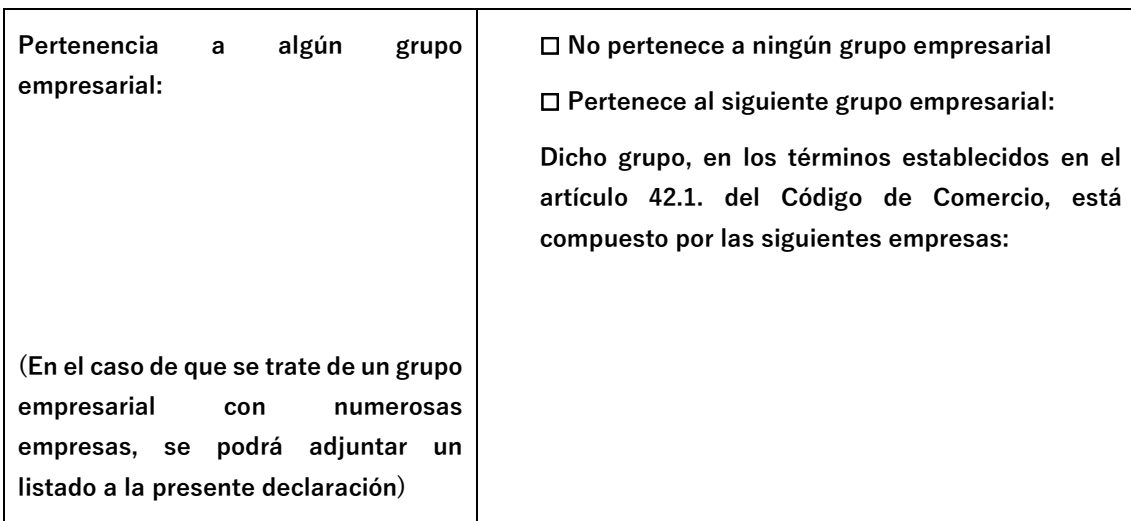 Pertenencia a algún grupo
empresarial:
(En el caso de que se trate de un grupo
empresarial con numerosas
empresas, se podrá adjuntar un
listado a la presente declaración)
☐ No pertenece a ningún grupo empresarial
☐ Pertenece al siguiente grupo empresarial:
Dicho grupo, en los términos establecidos en el
artículo 42.1. del Código de Comercio, está
compuesto por las siguientes empresas: